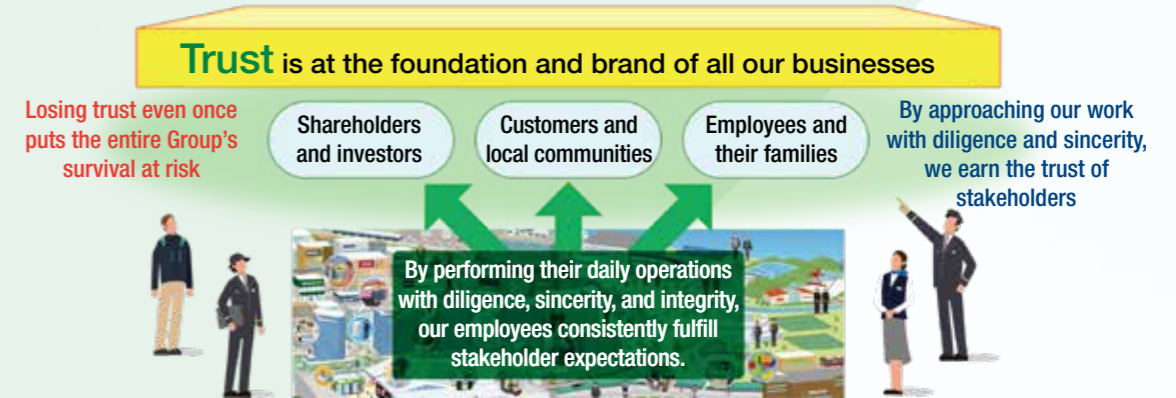 Trust is at the foundation and brand of all our businesses
Losing trust even once
puts the entire Group's
survival at risk
Shareholders
and investors
Customers and
local communities
Employees and
their families
By approaching our work
with diligence and sincerity,
we earn the trust of
stakeholders
By performing their daily operations
with diligence, sincerity, and integrity,
our employees consistently fulfill
stakeholder expectations.